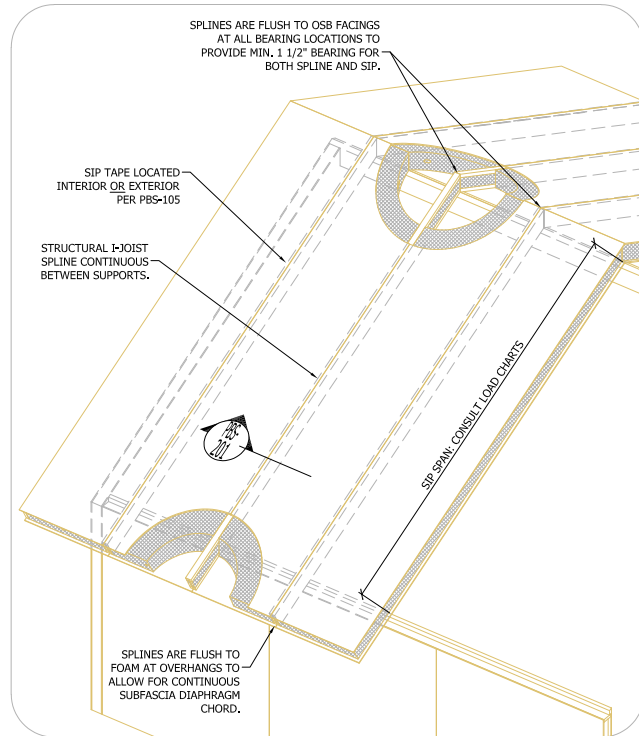 SPLINES ARE FLUSH TO OSB FACINGS
AT ALL BEARING LOCATIONS TO
PROVIDE MIN. 1 1/2" BEARING FOR
BOTH SPLINE AND SIP.
SIP TAPE LOCATED
INTERIOR OR EXTERIOR
PER PBS-105
STRUCTURAL I-JOIST
SPLINE CONTINUOUS
BETWEEN SUPPORTS.
PBS-
201
SIP SPAN: CONSULT LOAD CHARTS
SPLINES ARE FLUSH TO
FOAM AT OVERHANGS TO
ALLOW FOR CONTINUOUS
SUBFASCIA DIAPHRAGM
CHORD.